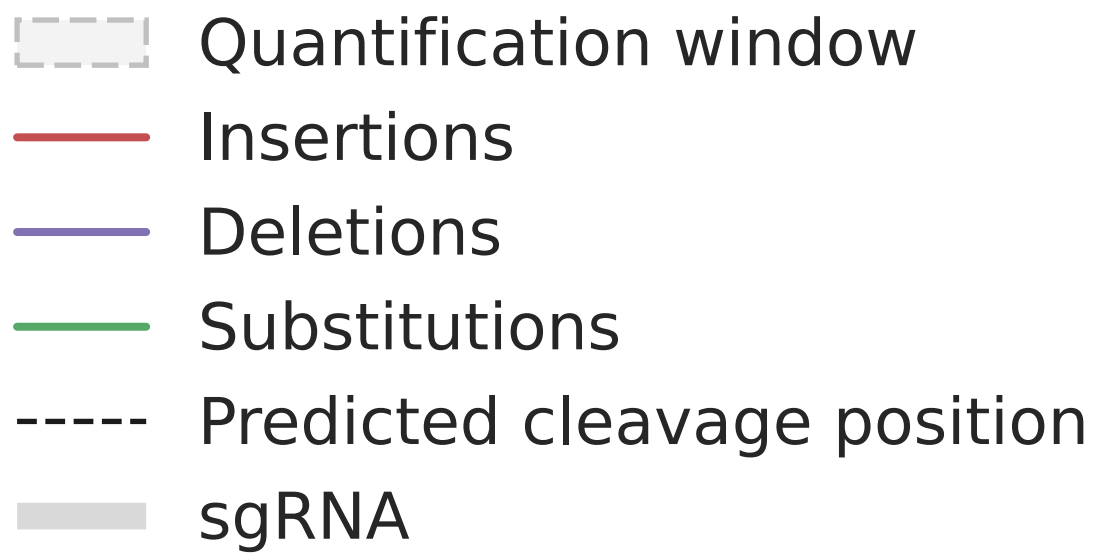 Quantification window
Insertions
Deletions
Substitutions
Predicted cleavage position
sgRNA